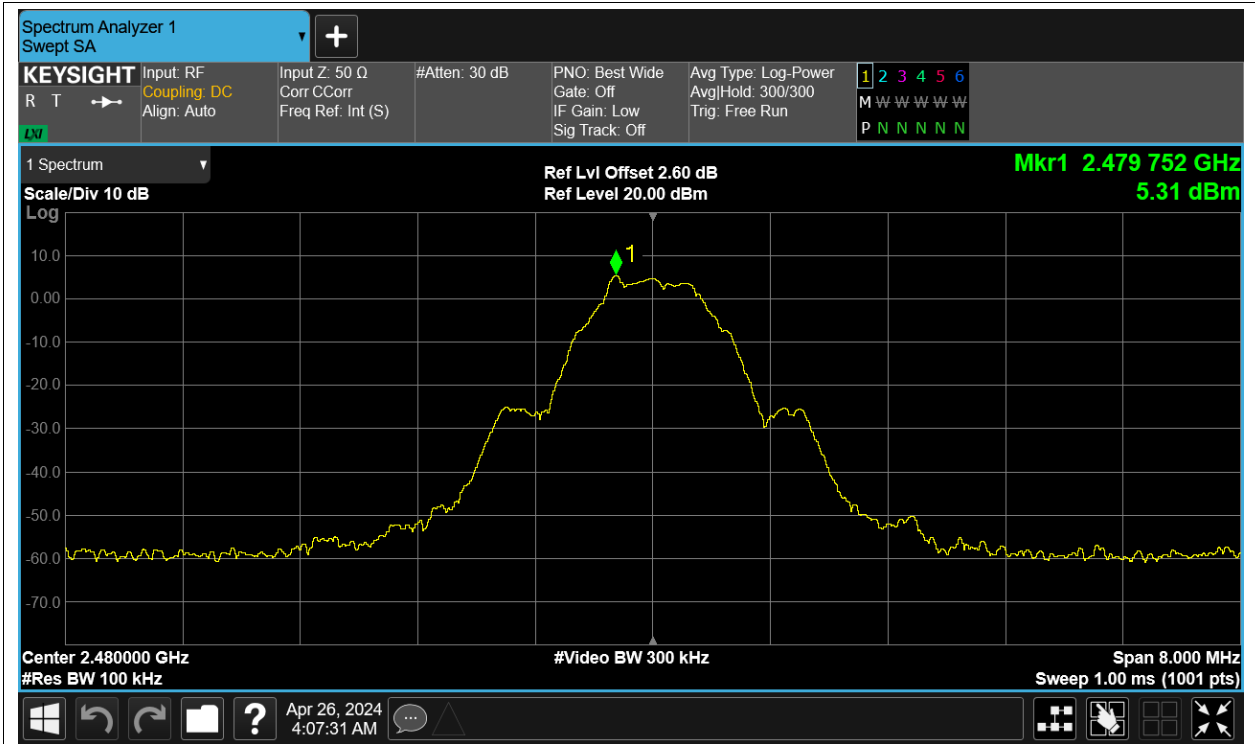 Spectrum Analyzer 1
Swept SA
KEYSIGHT
R T
LXI
Input: RF
Coupling: DC
Align: Auto
Input Z: 50 Ω
Corr CCorr
Freq Ref: Int (S)
#Atten: 30 dB
PNO: Best Wide
Gate: Off
IF Gain: Low
Sig Track: Off
Avg Type: Log-Power
Avg|Hold: 300/300
Trig: Free Run
1 2 3 4 5 6
M W W W W W
P N N N N N
1 Spectrum
Scale/Div 10 dB
Log
Ref Lvl Offset 2.60 dB
Ref Level 20.00 dBm
Mkr1 2.479 752 GHz
5.31 dBm
1
10.0
0.00
-10.0
-20.0
-30.0
-40.0
-50.0
-60.0
-70.0
Center 2.480000 GHz
#Video BW 300 kHz
Span 8.000 MHz
#Res BW 100 kHz
Sweep 1.00 ms (1001 pts)
?
Apr 26, 2024
4:07:31 AM